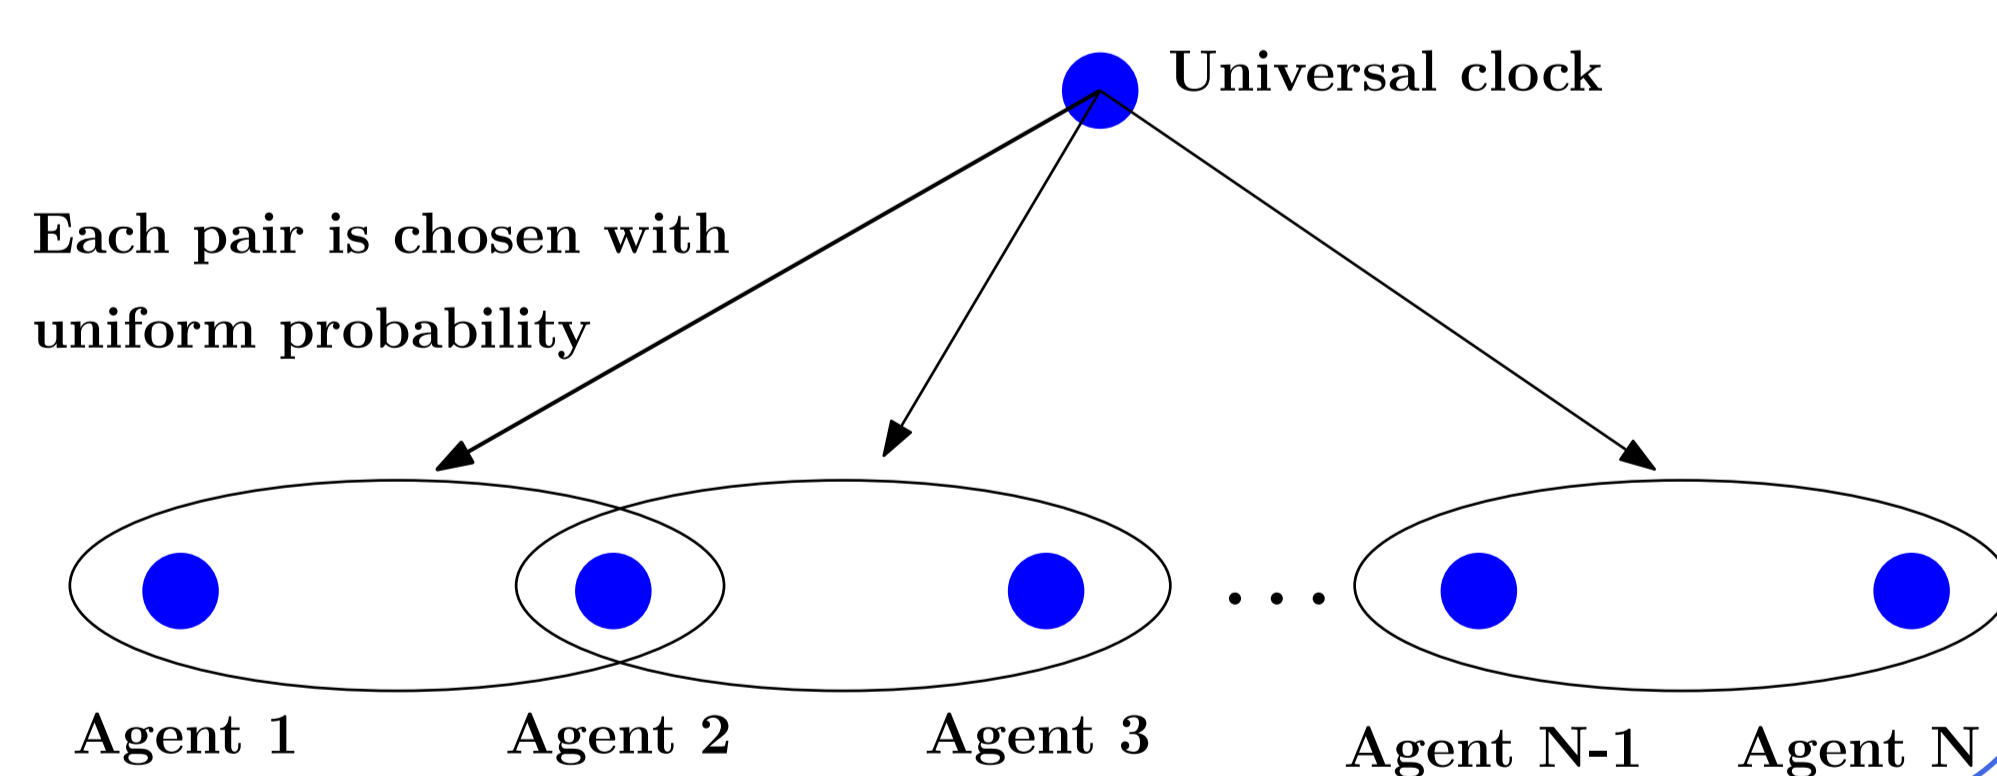 Universal clock
Each pair is chosen with
uniform probability
. . .
Agent 1
Agent 2
Agent 3
Agent N-1
Agent N